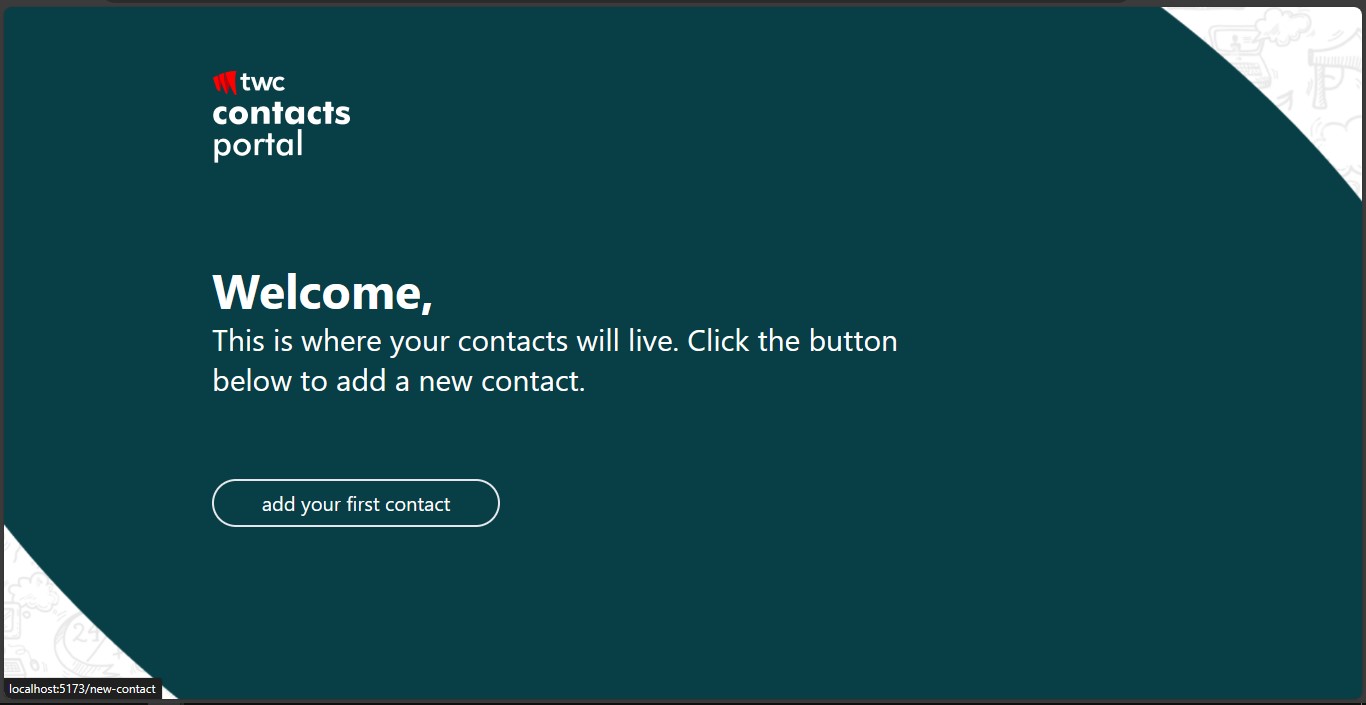 twc
contacts
portal
Welcome,
This is where your contacts will live. Click the button
below to add a new contact.
add your first contact
24
localhost:5173/new-contact